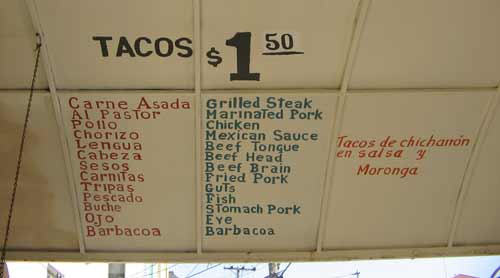 TACOS $1 50
Carne Asada
Al Pastor
Pollo
Chorizo
Lengua
Cabeza
Sesos
Carnitas
Tripas
Pescado
Buche
Ojo
Barbacoa
Grilled Steak
Marinated Pork
Chicken
Mexican Sauce
Beef Tongue
Beef Head
Beef Brain
Fried Pork
Guts
Fish
Stomach Pork
Eye
Barbacoa
Tacos de chicharrón
en salsa y
Moronga